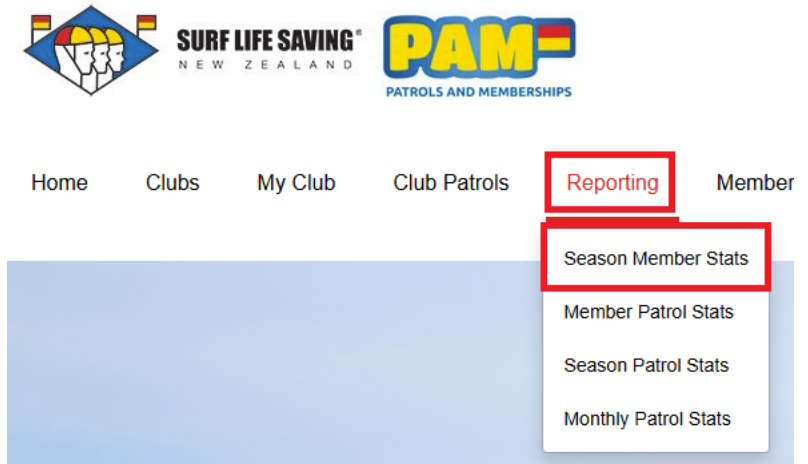 SURF LIFE SAVING®
NEW ZEALAND
PAM
PATROLS AND MEMBERSHIPS
Home Clubs My Club Club Patrols Reporting Member
Season Member Stats
Member Patrol Stats
Season Patrol Stats
Monthly Patrol Stats